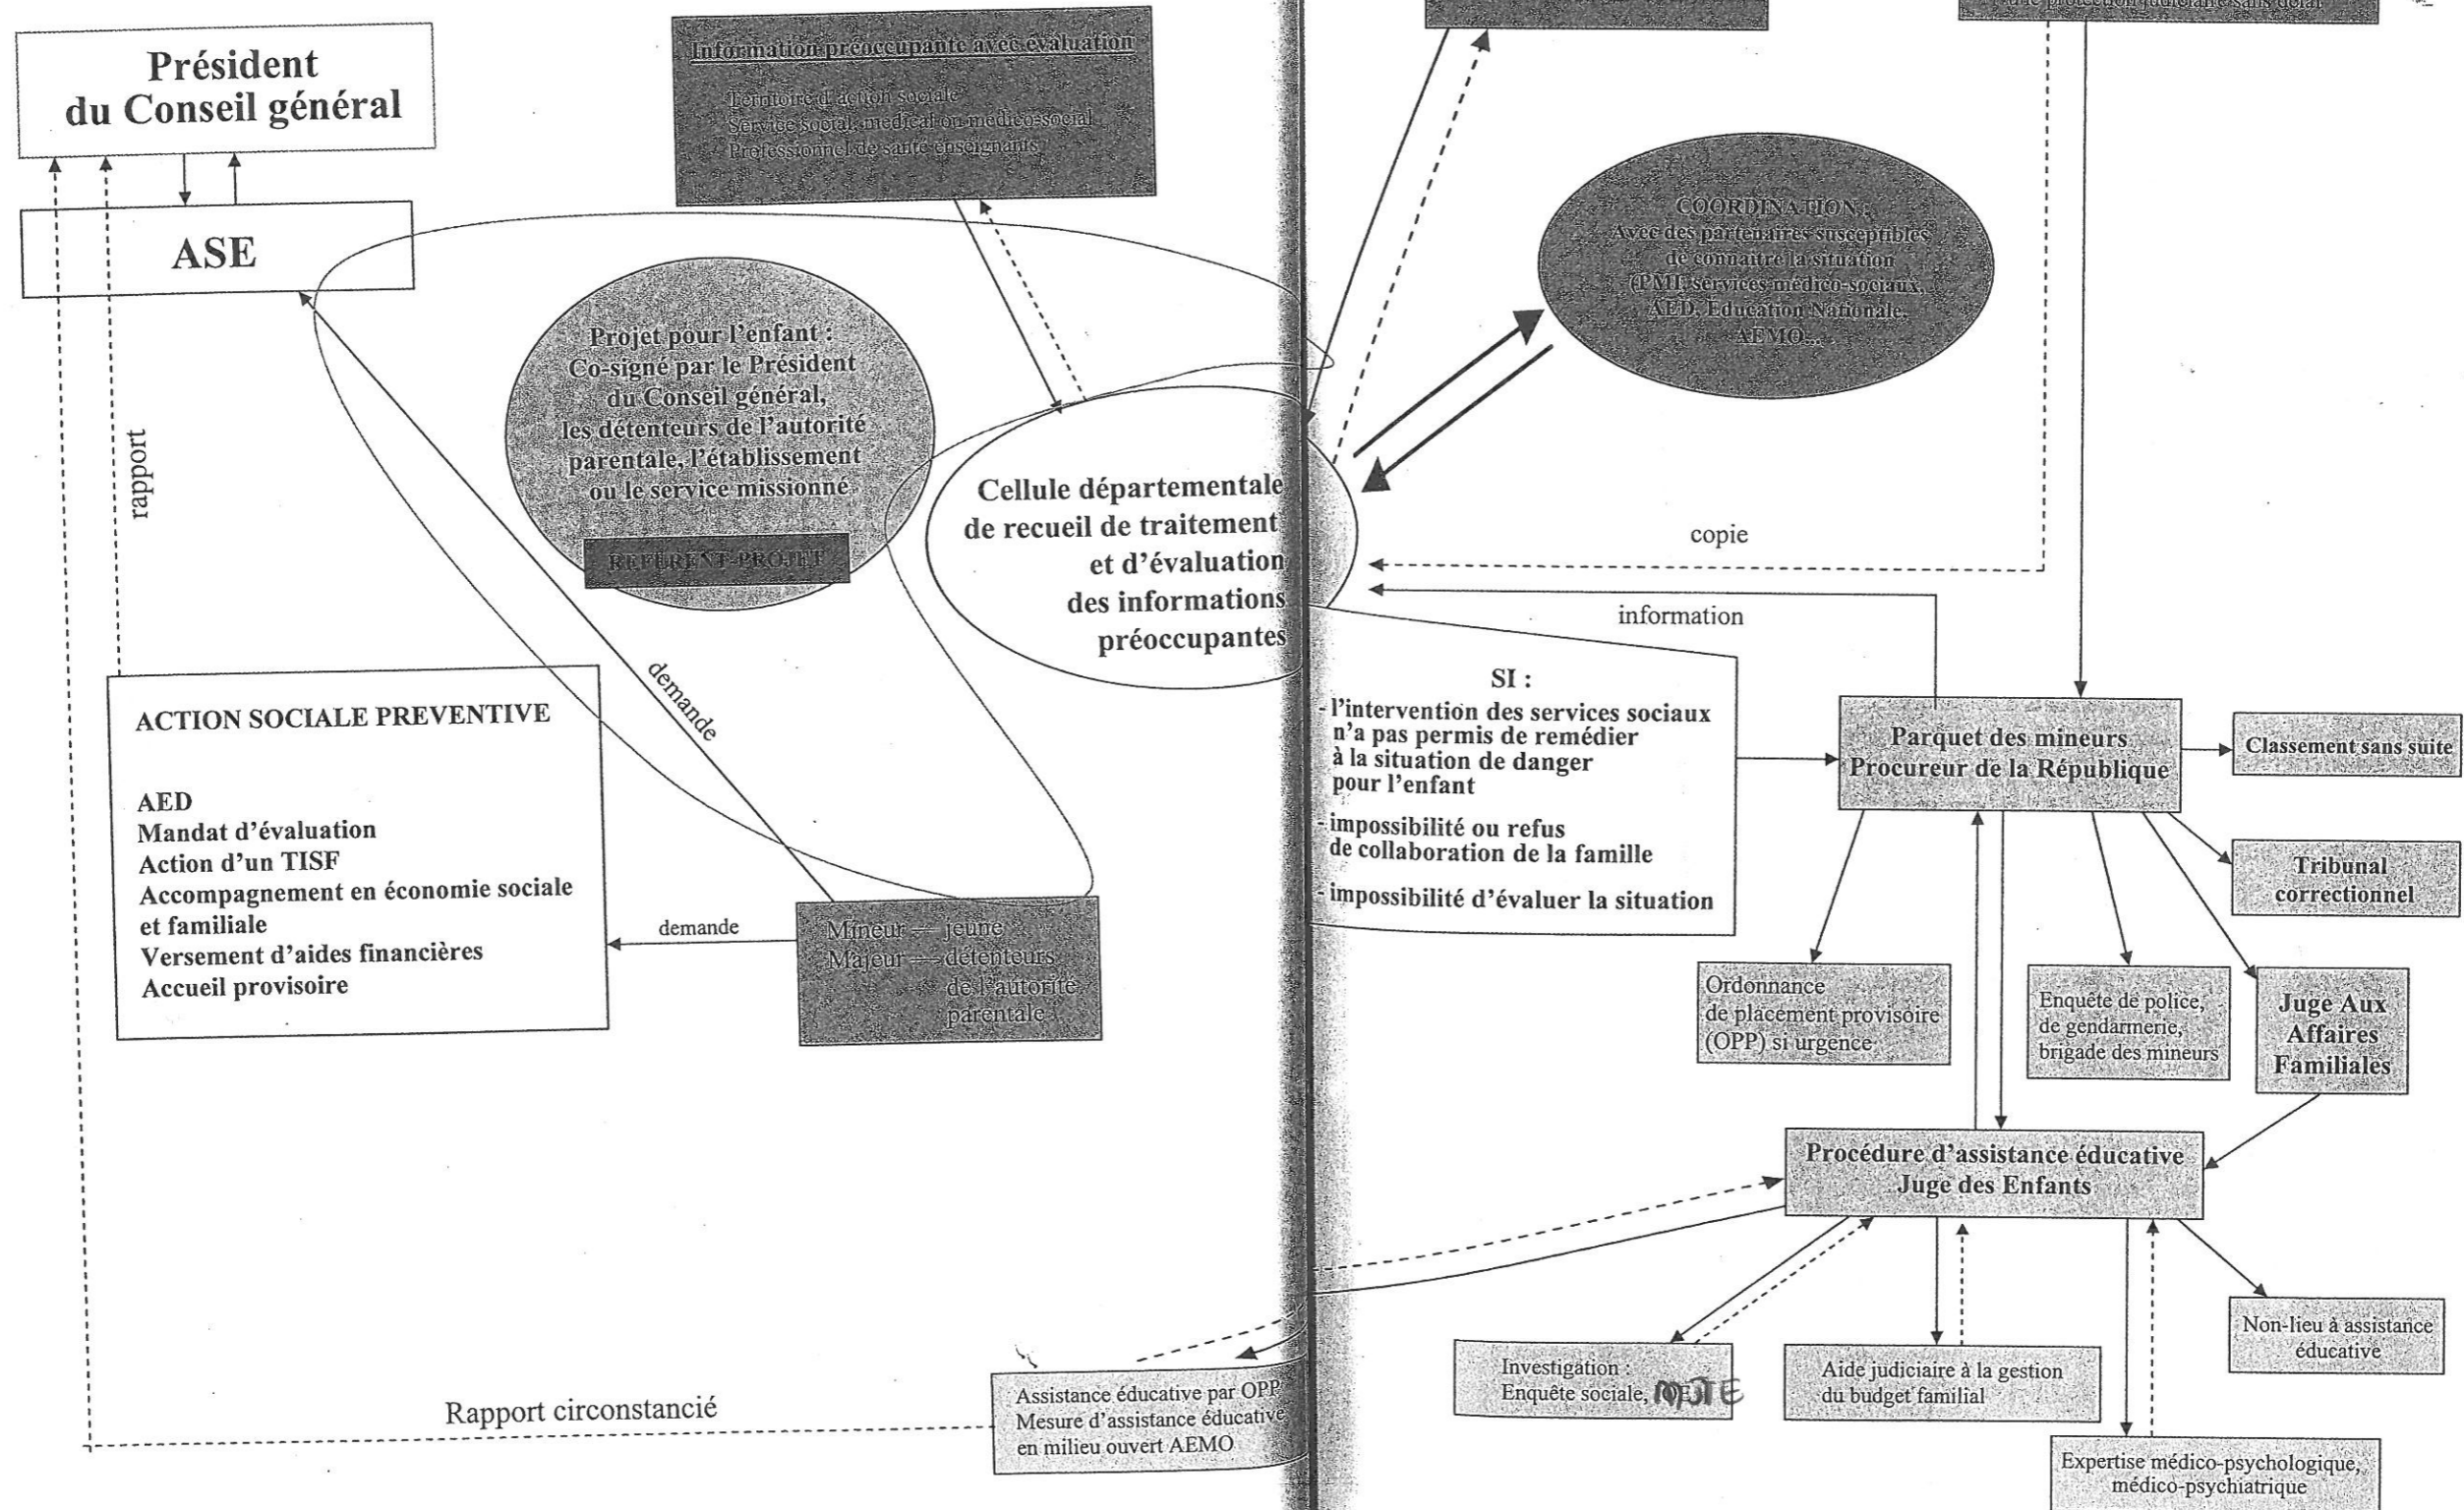 Président
du Conseil général
ASE
Information préoccupante avec évaluation
Territoire d'action sociale
Service social, médical ou médico-social
Professionnel de santé enseignants
une protection judiciaire sans délai
COORDINATION :
Avec des partenaires susceptibles
de connaître la situation
(PMI, services médico-sociaux,
AED, Éducation Nationale,
AEMO...
Projet pour l'enfant :
Co-signé par le Président
du Conseil général,
les détenteurs de l'autorité
parentale, l'établissement
ou le service missionné
REFERENT-PROJET
rapport
Cellule départementale
de recueil de traitement
et d'évaluation
des informations
préoccupantes
copie
information
demande
ACTION SOCIALE PREVENTIVE
AED
Mandat d'évaluation
Action d'un TISF
Accompagnement en économie sociale
et familiale
Versement d'aides financières
Accueil provisoire
demande
Mineur jeune
Majeur détenteurs
de l'autorité
parentale
SI :
- l'intervention des services sociaux
n'a pas permis de remédier
à la situation de danger
pour l'enfant
- impossibilité ou refus
de collaboration de la famille
- impossibilité d'évaluer la situation
Parquet des mineurs
Procureur de la République
Classement sans suite
Tribunal
correctionnel
Ordonnance
de placement provisoire
(OPP) si urgence
Enquête de police,
de gendarmerie,
brigade des mineurs
Juge Aux
Affaires
Familiales
Procédure d'assistance éducative
Juge des Enfants
Rapport circonstancié
Assistance éducative par OPP
Mesure d'assistance éducative
en milieu ouvert AEMO
Investigation :
Enquête sociale,
Aide judiciaire à la gestion
du budget familial
Non-lieu à assistance
éducative
Expertise médico-psychologique,
médico-psychiatrique